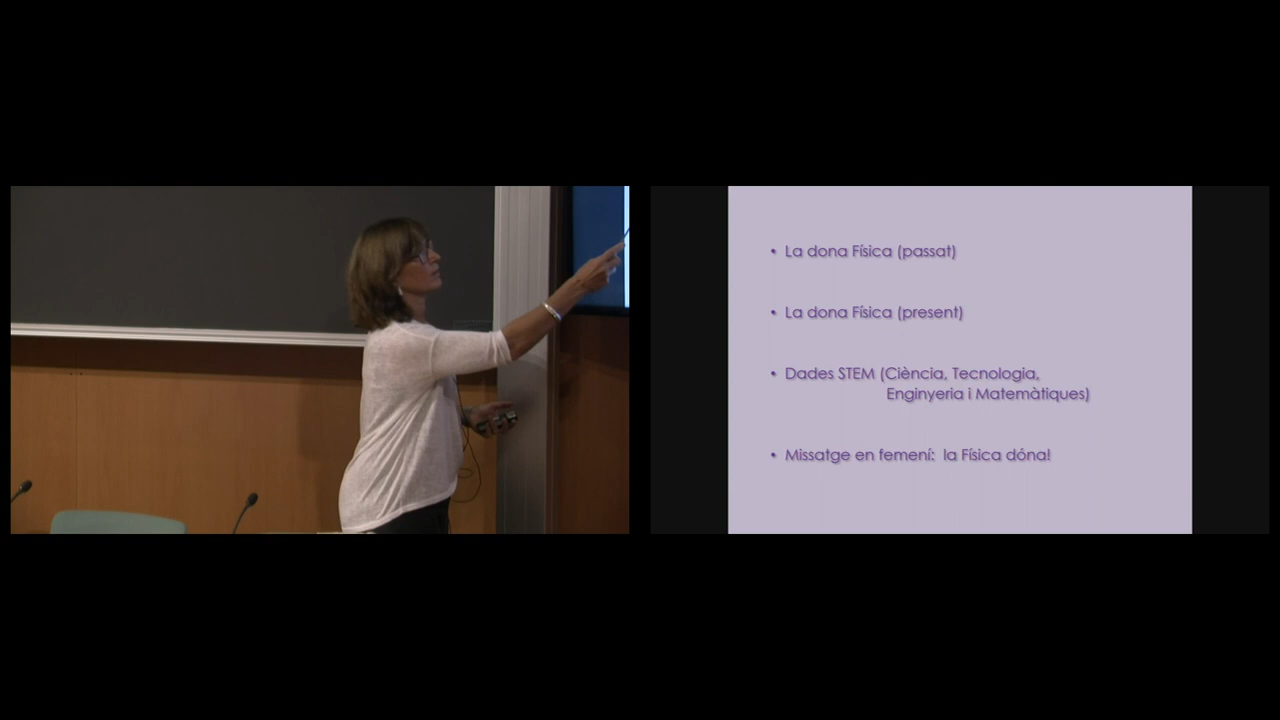 • La dona Física (passat)
• La dona Física (present)
• Dades STEM (Ciència, Tecnologia,
Enginyeria i Matemàtiques)
• Missatge en femení: la Física dóna!